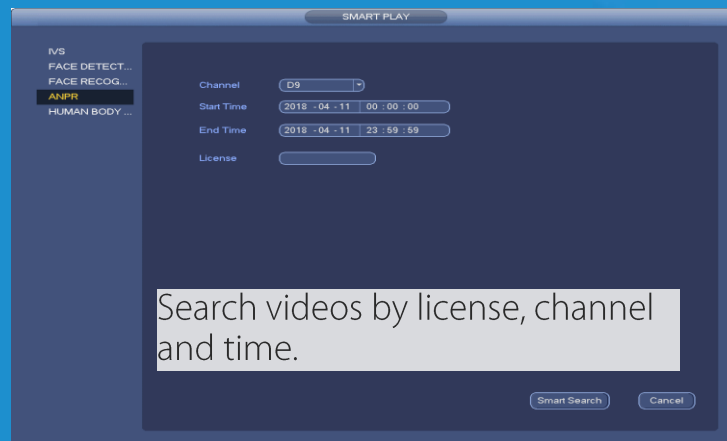 SMART PLAY
IVS
FACE DETECT...
FACE RECOG...
ANPR
HUMAN BODY ...
Channel D9
Start Time 2018 - 04 - 11 00 : 00 : 00
End Time 2018 - 04 - 11 23 : 59 : 59
License
Search videos by license, channel
and time.
Smart Search Cancel